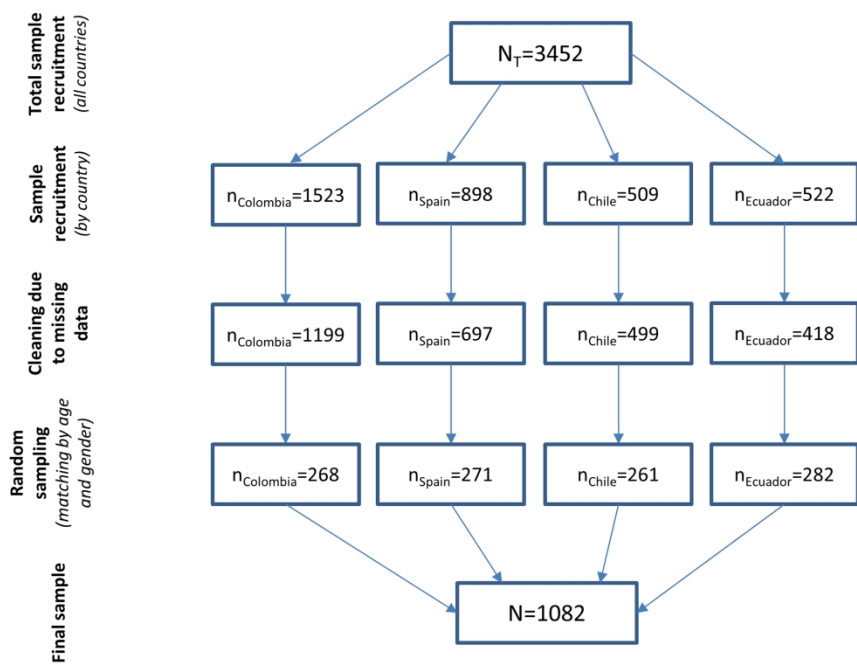 Total sample
recruitment
(all countries)
N_T=3452
Sample
recruitment
(by country)
n_Colombia=1523
n_Spain=898
n_Chile=509
n_Ecuador=522
Cleaning due
to missing
data
n_Colombia=1199
n_Spain=697
n_Chile=499
n_Ecuador=418
Random
sampling
(matching by age
and gender)
n_Colombia=268
n_Spain=271
n_Chile=261
n_Ecuador=282
Final sample
N=1082